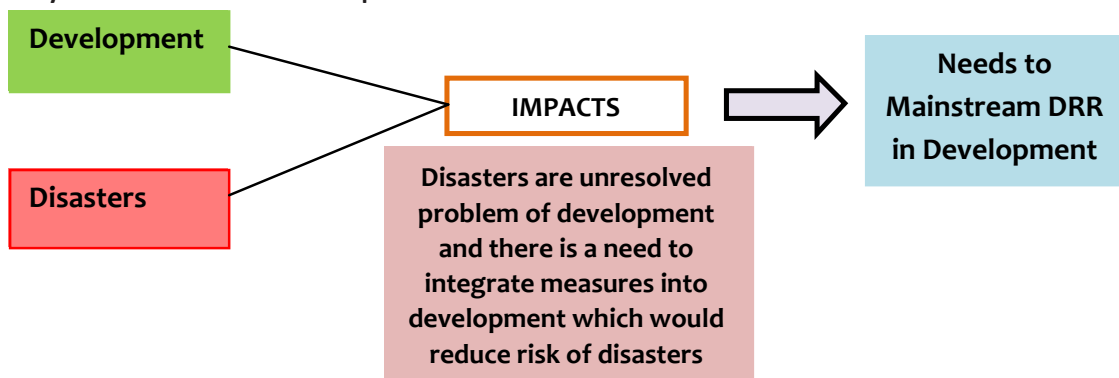 Development
Disasters
IMPACTS
Disasters are unresolved
problem of development
and there is a need to
integrate measures into
development which would
reduce risk of disasters
Needs to
Mainstream DRR
in Development